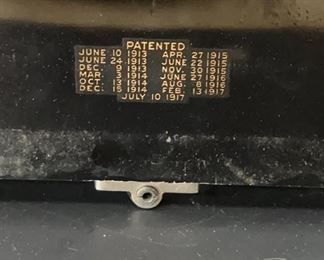 PATENTED
JUNE 10 1913 APR. 27 1915
JUNE 24 1913 JUNE 22 1915
DEC. 9 1913 NOV. 30 1915
MAR. 3 1914 JUNE 27 1916
OCT. 13 1914 AUG. 8 1916
DEC. 15 1914 FEB. 13 1917
JULY 10 1917